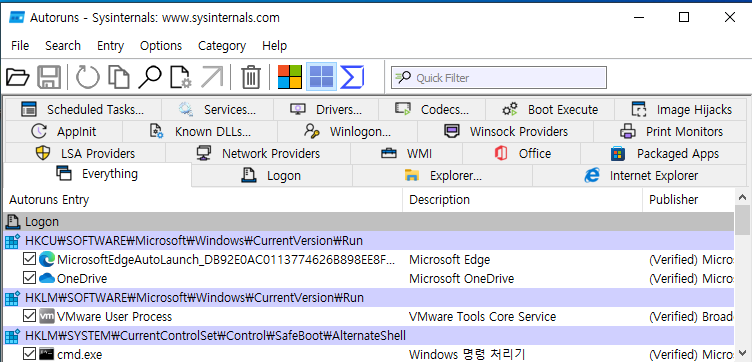 Autoruns - Sysinternals: www.sysinternals.com
File Search Entry Options Category Help
Quick Filter
Scheduled Tasks... Services... Drivers... Codecs... Boot Execute Image Hijacks
AppInit Known DLLs... Winlogon... Winsock Providers Print Monitors
LSA Providers Network Providers WMI Office Packaged Apps
Everything Logon Explorer... Internet Explorer
Autoruns Entry Description Publisher
Logon
HKCU₩SOFTWARE₩Microsoft₩Windows₩CurrentVersion₩Run
MicrosoftEdgeAutoLaunch_DB92E0AC0113774626B898EE8F... Microsoft Edge (Verified) Micros
OneDrive Microsoft OneDrive (Verified) Micros
HKLM₩SOFTWARE₩Microsoft₩Windows₩CurrentVersion₩Run
vm VMware User Process VMware Tools Core Service (Verified) Broad
HKLM₩SYSTEM₩CurrentControlSet₩Control₩SafeBoot₩AlternateShell
cmd.exe Windows 명령 처리기 (Verified) Micros